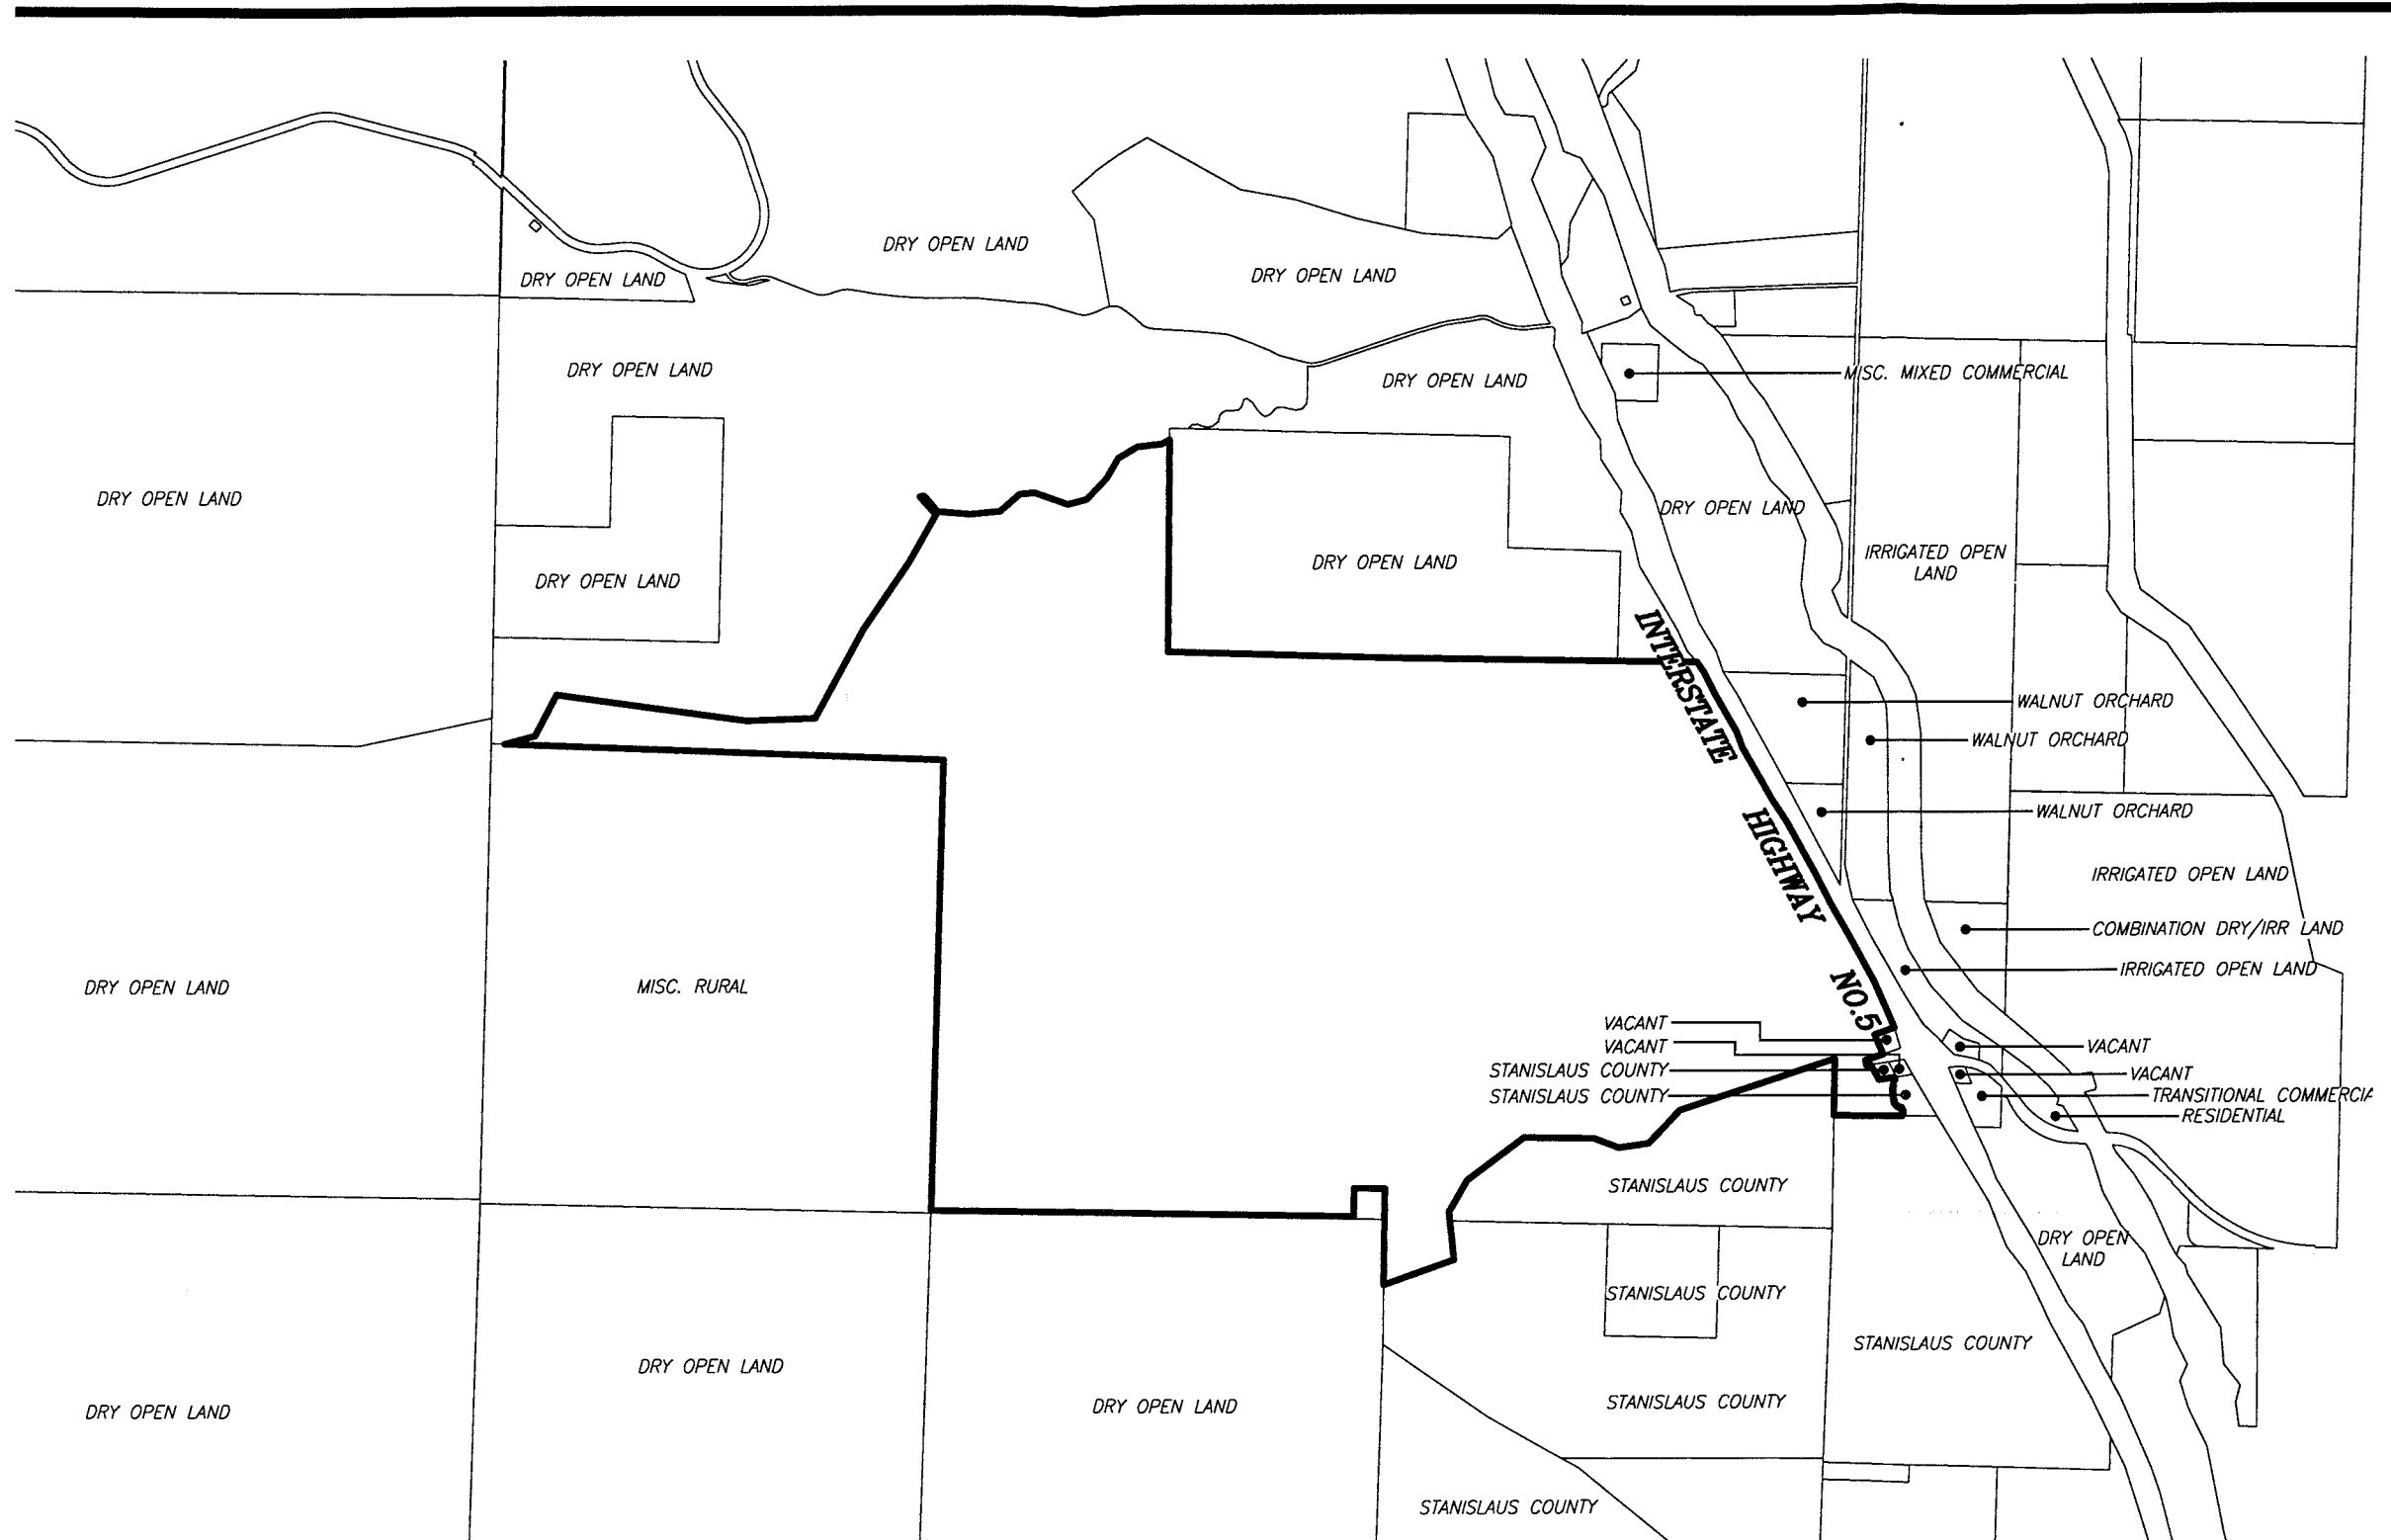 DRY OPEN LAND
DRY OPEN LAND
DRY OPEN LAND
DRY OPEN LAND
DRY OPEN LAND
MISC. MIXED COMMERCIAL
DRY OPEN LAND
DRY OPEN LAND
DRY OPEN LAND
IRRIGATED OPEN
LAND
DRY OPEN LAND
DRY OPEN LAND
INTERSTATE
HIGHWAY
NO.5
WALNUT ORCHARD
WALNUT ORCHARD
WALNUT ORCHARD
IRRIGATED OPEN LAND
COMBINATION DRY/IRR LAND
IRRIGATED OPEN LAND
DRY OPEN LAND
MISC. RURAL
VACANT
VACANT
STANISLAUS COUNTY
STANISLAUS COUNTY
VACANT
VACANT
TRANSITIONAL COMMERCIA
RESIDENTIAL
STANISLAUS COUNTY
DRY OPEN
LAND
STANISLAUS COUNTY
STANISLAUS COUNTY
DRY OPEN LAND
DRY OPEN LAND
DRY OPEN LAND
STANISLAUS COUNTY
STANISLAUS COUNTY